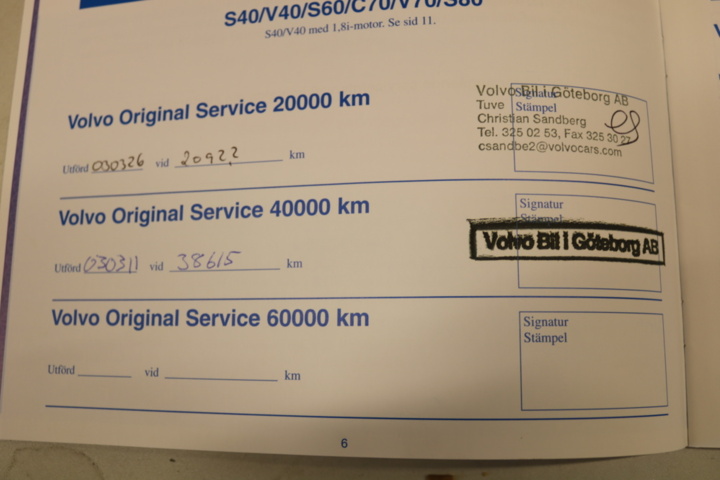 S40/V40/S60/C70/V70/S80
S40/V40 med 1,8i-motor. Se sid 11.
Volvo Original Service 20000 km
Utförd 030326 vid 20922 km
Volvo Bil i Göteborg AB
Signatur
Tuve
Stämpel
Christian Sandberg
Tel. 325 02 53, Fax 325 30 27
csandbe2@volvocars.com
Volvo Original Service 40000 km
Utförd 030311 vid 38615 km
Signatur
Stämpel
Volvo Bil i Göteborg AB
Volvo Original Service 60000 km
Utförd vid km
Signatur
Stämpel
6